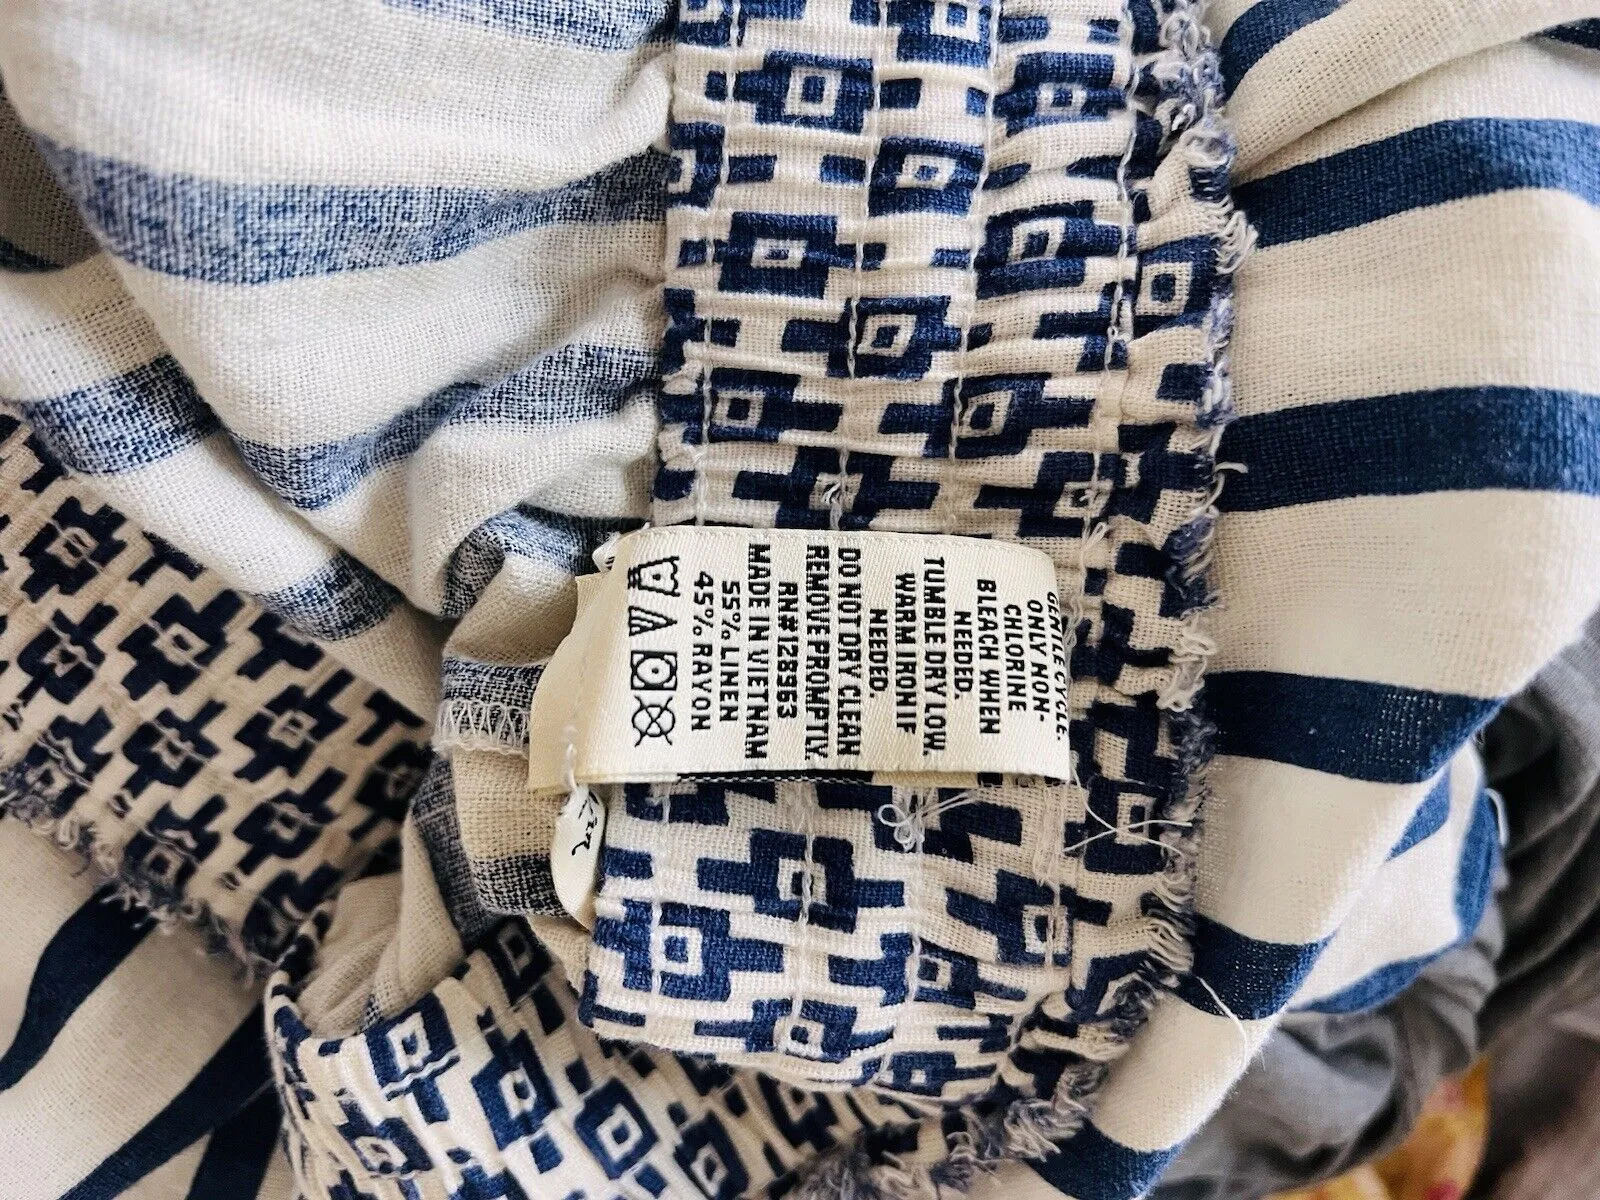 GENTLE CYCLE.
ONLY NON-
CHLORINE
BLEACH WHEN
NEEDED.
TUMBLE DRY LOW.
WARM IRON IF
NEEDED.
DO NOT DRY CLEAN
REMOVE PROMPTLY.
RN#128953
MADE IN VIETNAM
55% LINEN
45% RAYON